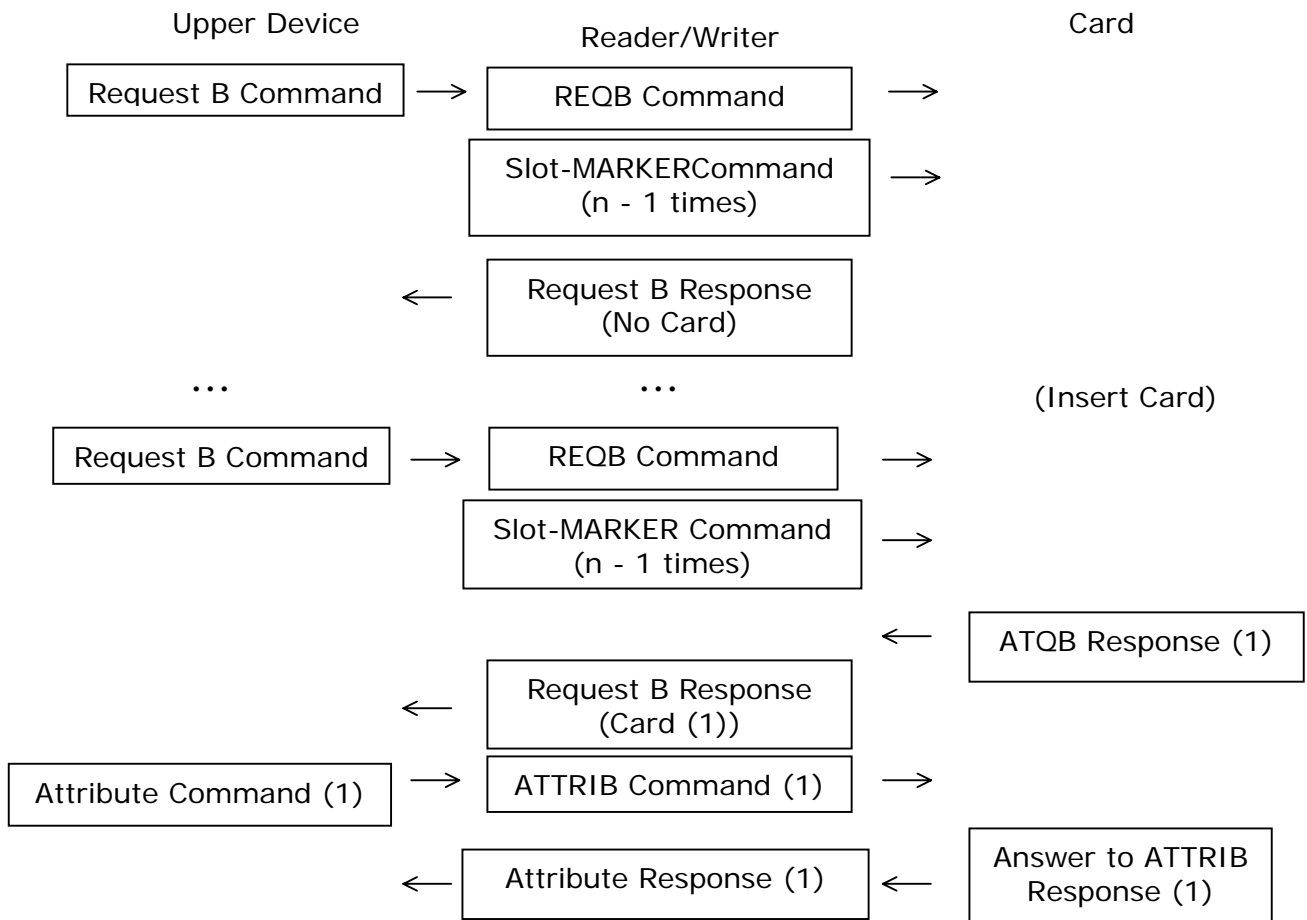 Upper Device
Reader/Writer
Card
Request B Command
REQB Command
Slot-MARKERCommand
(n - 1 times)
Request B Response
(No Card)
...
...
(Insert Card)
Request B Command
REQB Command
Slot-MARKER Command
(n - 1 times)
ATQB Response (1)
Request B Response
(Card (1))
Attribute Command (1)
ATTRIB Command (1)
Attribute Response (1)
Answer to ATTRIB
Response (1)